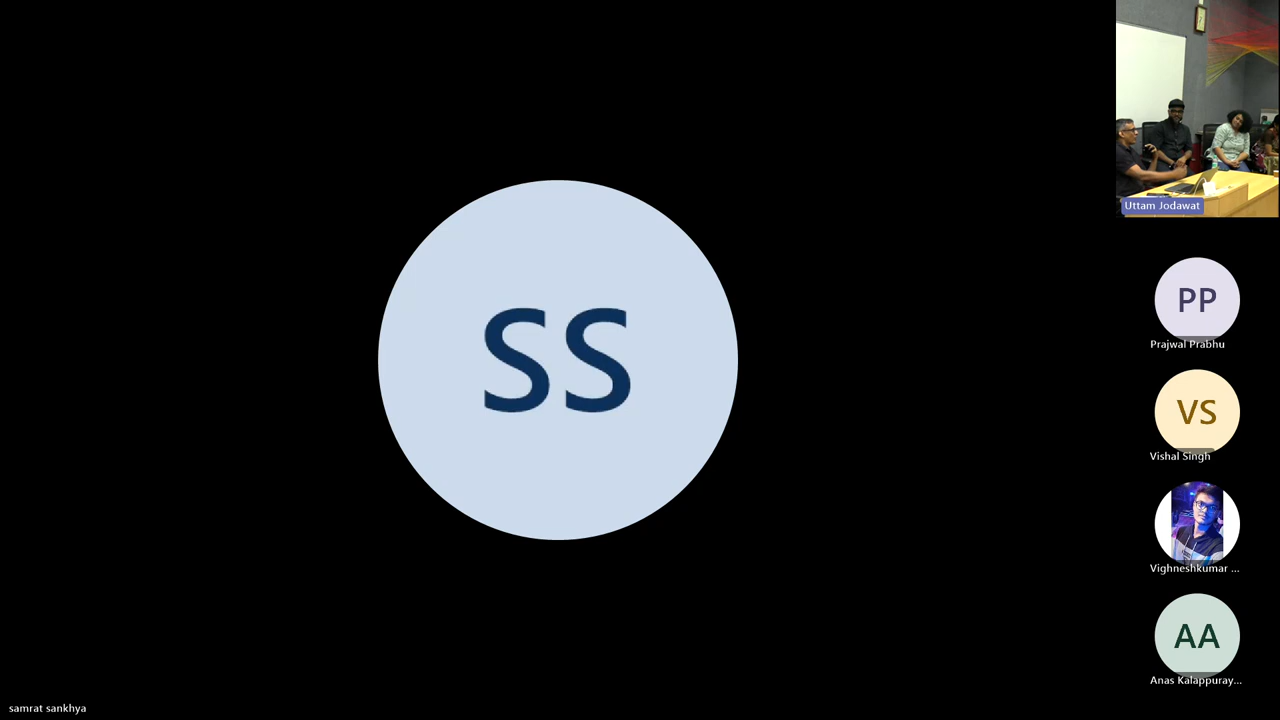 SS
samrat sankhya
Uttam Jodawat
PP
Prajwal Prabhu
VS
Vishal Singh
Vighneshkumar ...
AA
Anas Kalappuray...